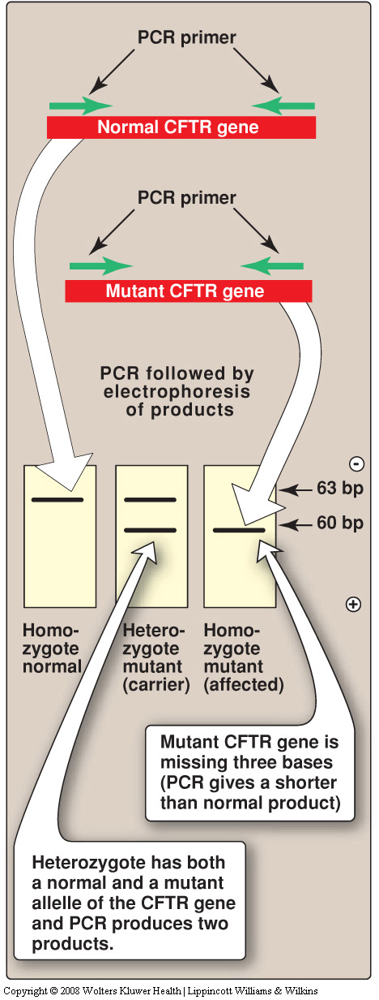 PCR primer
Normal CFTR gene
PCR primer
Mutant CFTR gene
PCR followed by
electrophoresis
of products
-
63 bp
60 bp
+
Homo-
zygote
normal
Hetero-
zygote
mutant
(carrier)
Homo-
zygote
mutant
(affected)
Mutant CFTR gene is
missing three bases
(PCR gives a shorter
than normal product)
Heterozygote has both
a normal and a mutant
allelle of the CFTR gene
and PCR produces two
products.
Copyright © 2008 Wolters Kluwer Health | Lippincott Williams & Wilkins